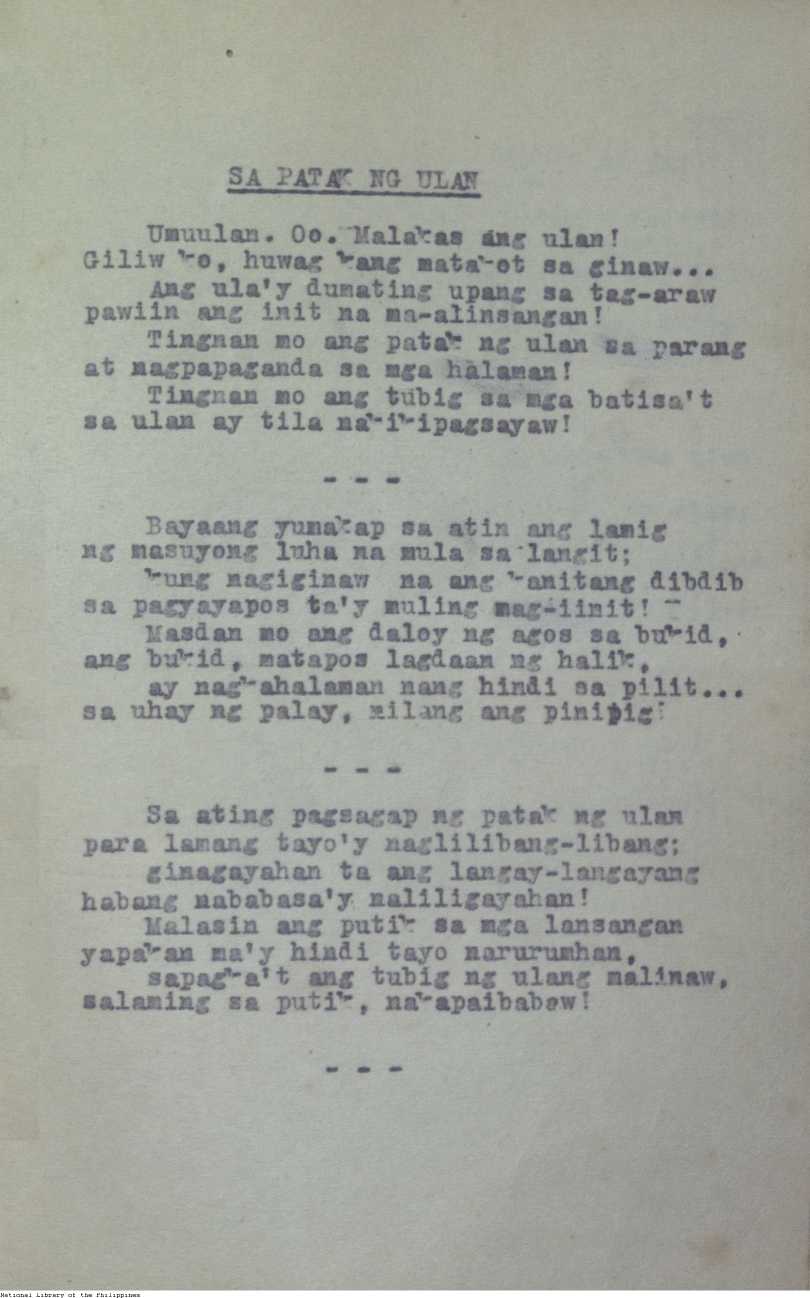 SA PATAK NG ULAN
Umuulan. Oo. Malakas ang ulan!
Giliw ko, huwag kang matakot sa ginaw...
Ang ula'y dumating upang sa tag-araw
pawiin ang init na ma-alinsangan!
Tingnan mo ang patak ng ulan sa parang
at nagpapaganda sa mga halaman!
Tingnan mo ang tubig sa mga batisa't
sa ulan ay tila nakikipagsayaw!
- - -
Bayaang yumakap sa atin ang lamig
ng masuyong luha na mula sa langit;
kung nagiginaw na ang kanitang dibdib
sa pagyayapos ta'y muling mag-iinit!
Masdan mo ang daloy ng agos sa bukid,
ang bukid, matapos lagdaan ng halik,
ay nagkahalaman nang hindi sa pilit...
sa uhay ng palay, milang ang pinipig!
- - -
Sa ating pagsagap ng patak ng ulan
para lamang tayo'y naglilibang-libang;
ginagayahan ta ang langay-langayang
habang nababasa'y naliligayahan!
Malasin ang putik sa mga lansangan
yapakan ma'y hindi tayo narurumhan,
sapagka't ang tubig ng ulang malinaw,
salaming sa putik, nakapaibabaw!
- - -
National Library of the Philippines